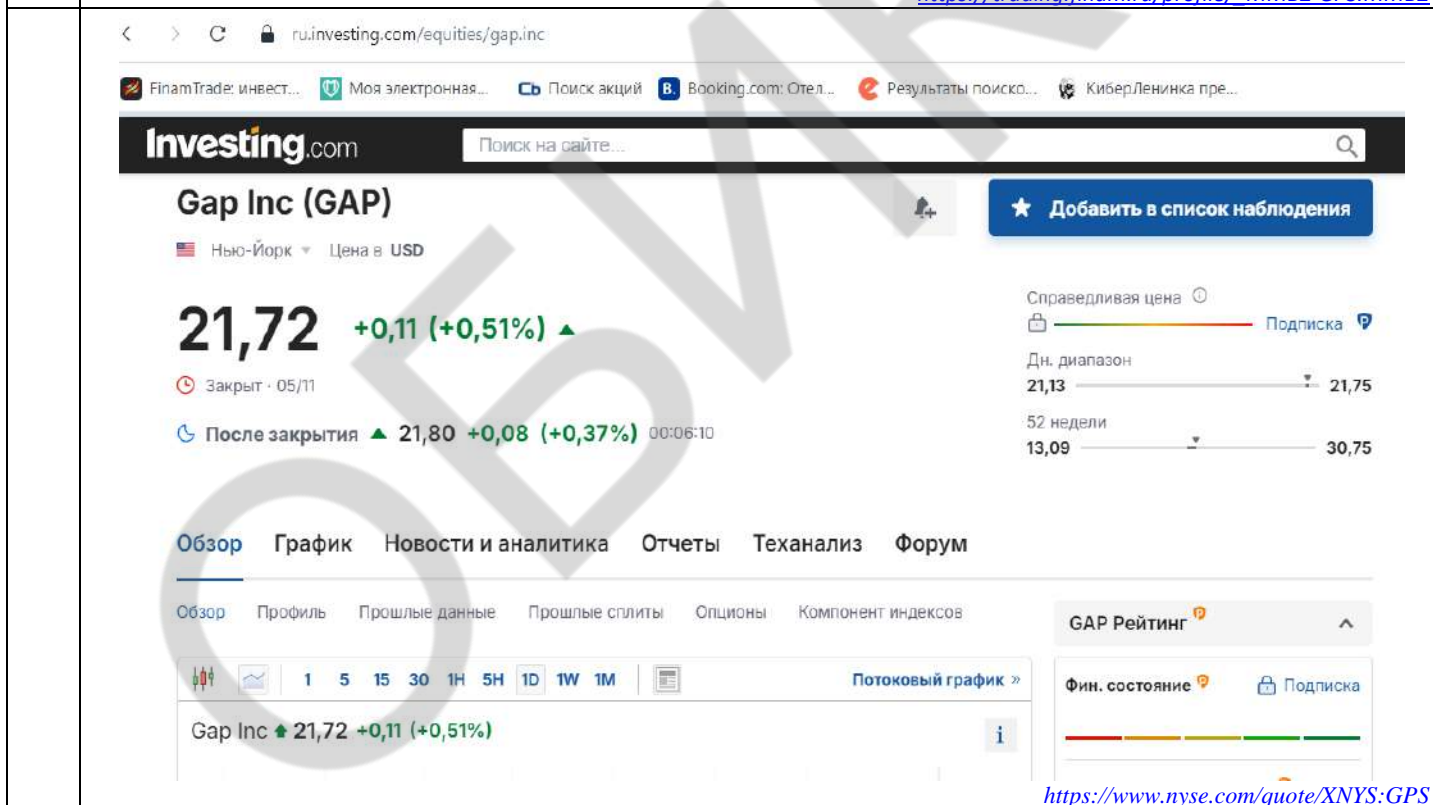 ru.investing.com/equities/gap.inc
FinamTrade: инвест... Моя электронная... Cb Поиск акций B. Booking.com: Отел... Результаты поиско... КиберЛенинка пре...
Investing.com Поиск на сайте...
Gap Inc (GAP) Добавить в список наблюдения
Нью-Йорк Цена в USD
Справедливая цена
21,72 +0,11 (+0,51%) Подписка
Дн. диапазон
Закрыт · 05/11 21,13 21,75
52 недели
После закрытия 21,80 +0,08 (+0,37%) 00:06:10
13,09 30,75
Обзор График Новости и аналитика Отчеты Теханализ Форум
Обзор Профиль Прошлые данные Прошлые сплиты Опционы Компонент индексов
GAP Рейтинг
1 5 15 30 1H 5H 1D 1W 1M Потоковый график »
Фин. состояние Подписка
Gap Inc 21,72 +0,11 (+0,51%)
https://www.nyse.com/quote/XNYS:GPS
ОБИК